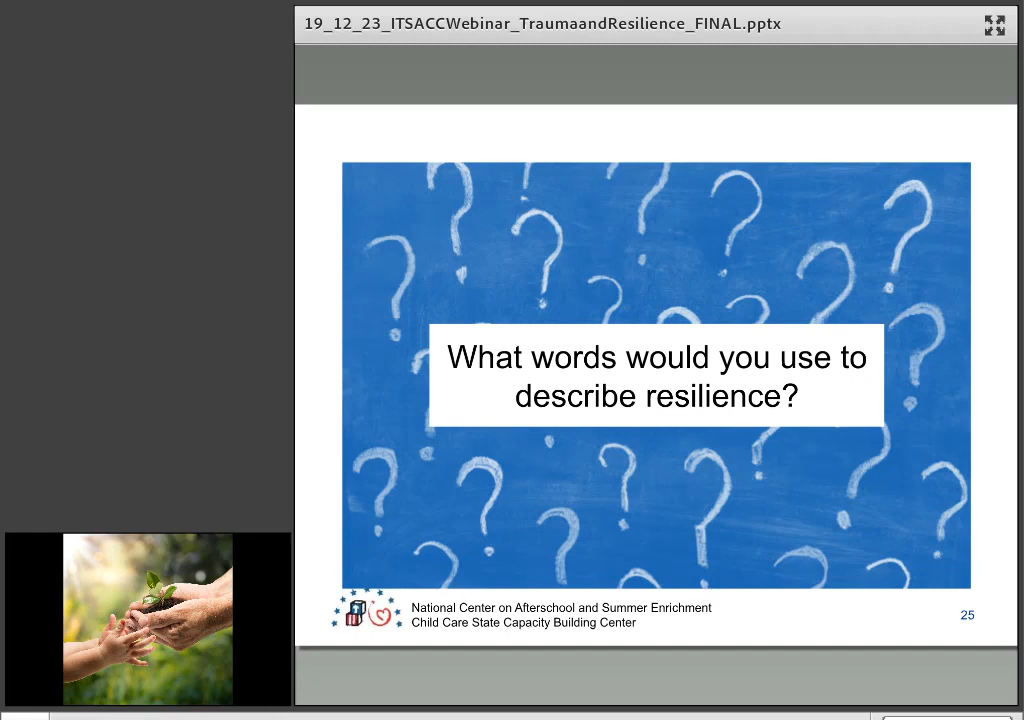 19_12_23_ITSACCWebinar_TraumaandResilience_FINAL.pptx
What words would you use to
describe resilience?
National Center on Afterschool and Summer Enrichment
Child Care State Capacity Building Center
25